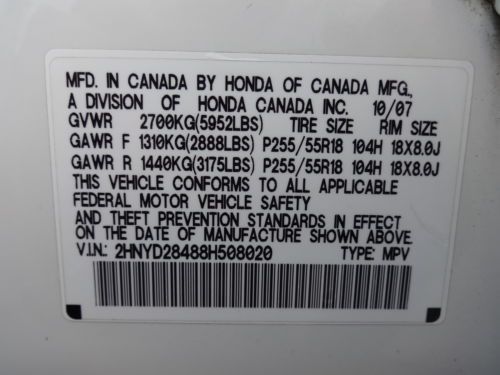 MFD. IN CANADA BY HONDA OF CANADA MFG.,
A DIVISION OF HONDA CANADA INC. 10/07
GVWR 2700KG(5952LBS) TIRE SIZE RIM SIZE
GAWR F 1310KG(2888LBS) P255/55R18 104H 18X8.0J
GAWR R 1440KG(3175LBS) P255/55R18 104H 18X8.0J
THIS VEHICLE CONFORMS TO ALL APPLICABLE
FEDERAL MOTOR VEHICLE SAFETY
AND THEFT PREVENTION STANDARDS IN EFFECT
ON THE DATE OF MANUFACTURE SHOWN ABOVE.
V.I.N.: 2HNYD28488H508020 TYPE: MPV